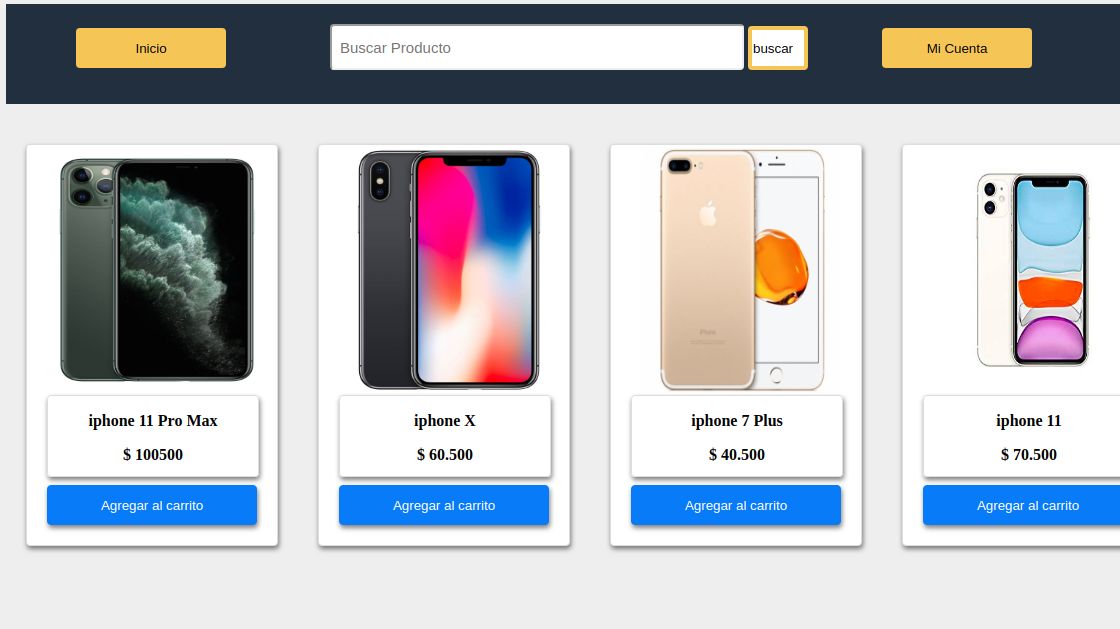 Inicio
Buscar Producto
buscar
Mi Cuenta
iphone 11 Pro Max
$ 100500
Agregar al carrito
iphone X
$ 60.500
Agregar al carrito
iPhone
iphone 7 Plus
$ 40.500
Agregar al carrito
iphone 11
$ 70.500
Agregar al carrito